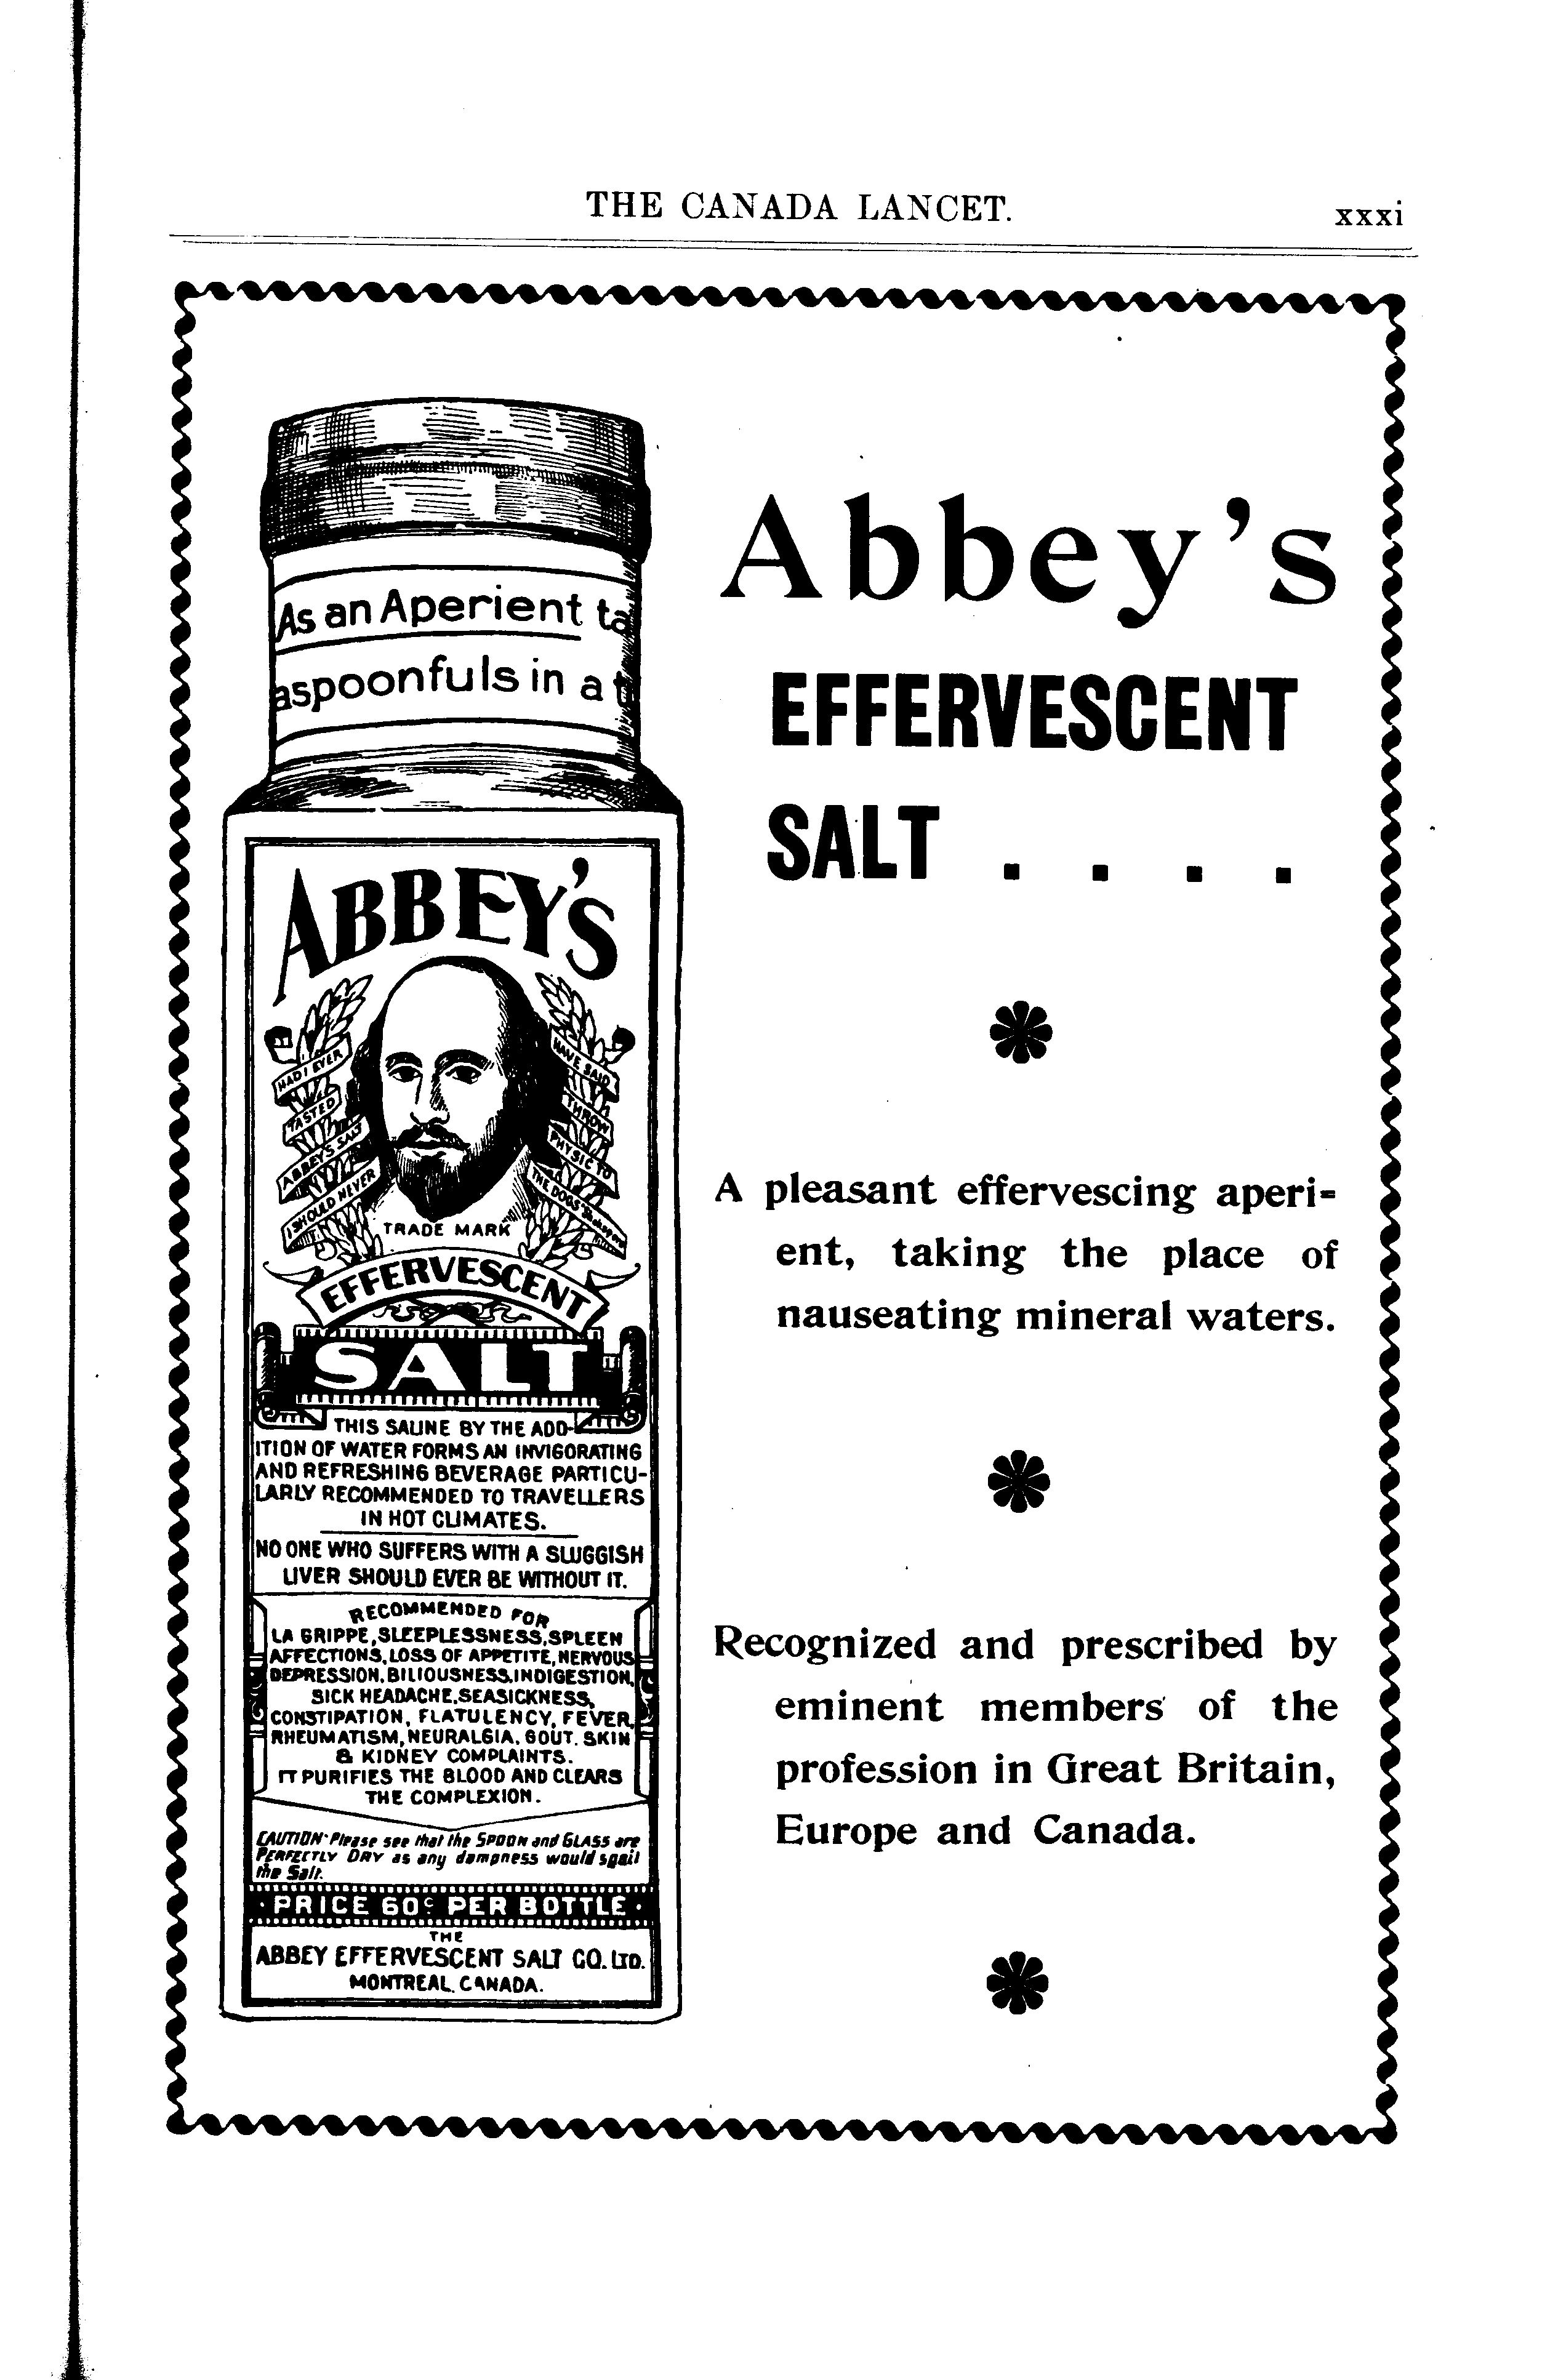 THE CANADA LANCET.
xxxi
As an Aperient ta
aspoonfuls in a t
ABBEY'S
HAD I EVER
TASTED
ABBEY'S SALT
I SHOULD NEVER
HAVE SAID
THROW
PHYSIC TO
THE DOGS Shakspere
TRADE MARK
EFFERVESCENT
SALT
THIS SALINE BY THE ADD-
ITION OF WATER FORMS AN INVIGORATING
AND REFRESHING BEVERAGE PARTICU-
LARLY RECOMMENDED TO TRAVELLERS
IN HOT CLIMATES.
NO ONE WHO SUFFERS WITH A SLUGGISH
LIVER SHOULD EVER BE WITHOUT IT.
RECOMMENDED FOR
LA GRIPPE, SLEEPLESSNESS, SPLEEN
AFFECTIONS, LOSS OF APPETITE, NERVOUS
DEPRESSION, BILIOUSNESS, INDIGESTION,
SICK HEADACHE, SEASICKNESS,
CONSTIPATION, FLATULENCY, FEVER,
RHEUMATISM, NEURALGIA, GOUT, SKIN
& KIDNEY COMPLAINTS.
IT PURIFIES THE BLOOD AND CLEARS
THE COMPLEXION.
CAUTION-Please see that the SPOON and GLASS are
PERFECTLY DRY as any dampness would spoil
the Salt.
· PRICE 60c PER BOTTLE ·
THE
ABBEY EFFERVESCENT SALT CO. LTD.
MONTREAL, CANADA.
Abbey's
EFFERVESCENT
SALT . . . .
A pleasant effervescing aperi-
ent, taking the place of
nauseating mineral waters.
Recognized and prescribed by
eminent members of the
profession in Great Britain,
Europe and Canada.